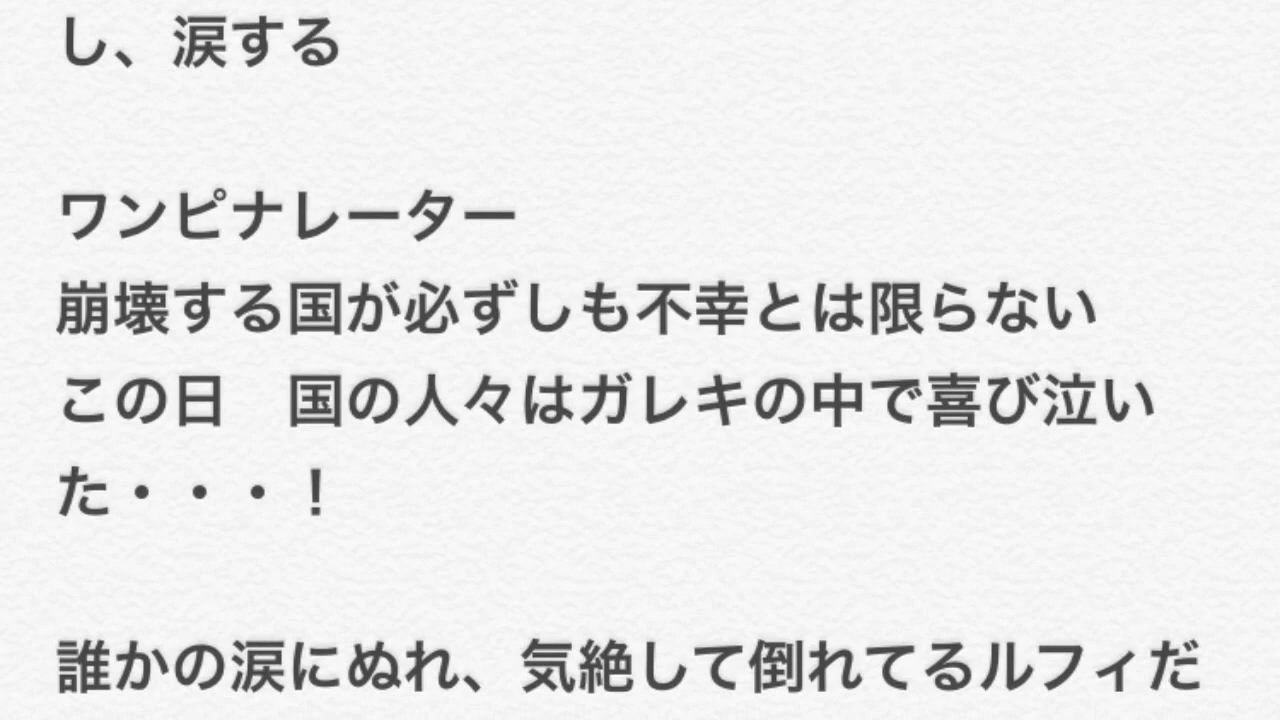 し、涙する
ワンピナレーター
崩壊する国が必ずしも不幸とは限らない
この日　国の人々はガレキの中で喜び泣い
た・・・！
誰かの涙にぬれ、気絶して倒れてるルフィだ